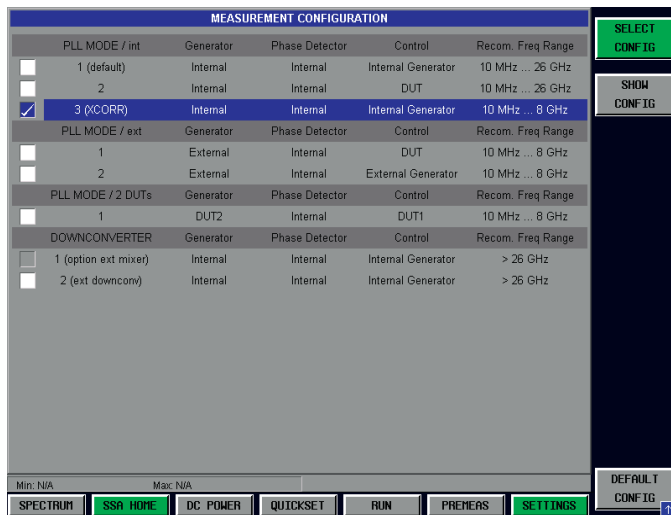 MEASUREMENT CONFIGURATION
PLL MODE / int Generator Phase Detector Control Recom. Freq Range
1 (default) Internal Internal Internal Generator 10 MHz ... 26 GHz
2 Internal Internal DUT 10 MHz ... 26 GHz
3 (XCORR) Internal Internal Internal Generator 10 MHz ... 8 GHz
PLL MODE / ext Generator Phase Detector Control Recom. Freq Range
1 External Internal DUT 10 MHz ... 8 GHz
2 External Internal External Generator 10 MHz ... 8 GHz
PLL MODE / 2 DUTs Generator Phase Detector Control Recom. Freq Range
1 DUT2 Internal DUT1 10 MHz ... 8 GHz
DOWNCONVERTER Generator Phase Detector Control Recom. Freq Range
1 (option ext mixer) Internal Internal Internal Generator > 26 GHz
2 (ext downconv) Internal Internal Internal Generator > 26 GHz
Min: N/A Max: N/A
SPECTRUM SSA HOME DC POWER QUICKSET RUN PREMEAS SETTINGS
SELECT
CONFIG
SHOW
CONFIG
DEFAULT
CONFIG